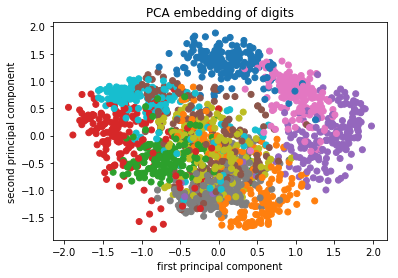 PCA embedding of digits
second principal component
2.0
1.5
1.0
0.5
0.0
−0.5
−1.0
−1.5
−2.0 −1.5 −1.0 −0.5 0.0 0.5 1.0 1.5 2.0
first principal component